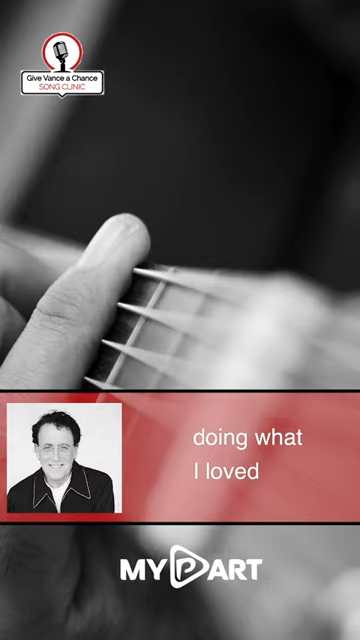 Give Vance a Chance
SONG CLINIC
doing what
I loved
MYPART